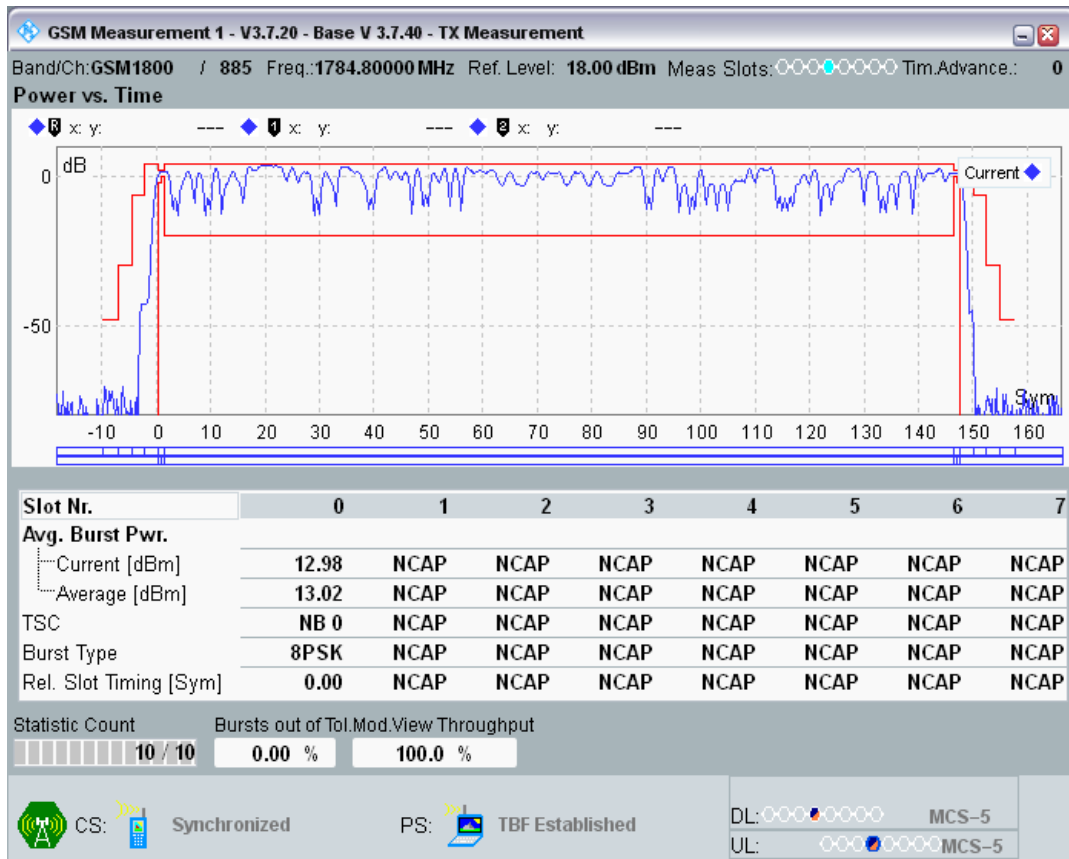 GSM Measurement 1 - V3.7.20 - Base V 3.7.40 - TX Measurement
Band/Ch:GSM1800 / 885 Freq.:1784.80000 MHz Ref. Level: 18.00 dBm Meas Slots: Tim.Advance.: 0
Power vs. Time
R x: y: --- 1 x: y: --- 2 x: y: ---
dB
Current
0
-50
Sym
-10 0 10 20 30 40 50 60 70 80 90 100 110 120 130 140 150 160
Slot Nr. 0 1 2 3 4 5 6 7
Avg. Burst Pwr.
Current [dBm] 12.98 NCAP NCAP NCAP NCAP NCAP NCAP NCAP
Average [dBm] 13.02 NCAP NCAP NCAP NCAP NCAP NCAP NCAP
TSC NB 0 NCAP NCAP NCAP NCAP NCAP NCAP NCAP
Burst Type 8PSK NCAP NCAP NCAP NCAP NCAP NCAP NCAP
Rel. Slot Timing [Sym] 0.00 NCAP NCAP NCAP NCAP NCAP NCAP NCAP
Statistic Count Bursts out of Tol. Mod.View Throughput
10 / 10 0.00 % 100.0 %
CS: Synchronized PS: TBF Established DL: MCS-5
UL: MCS-5